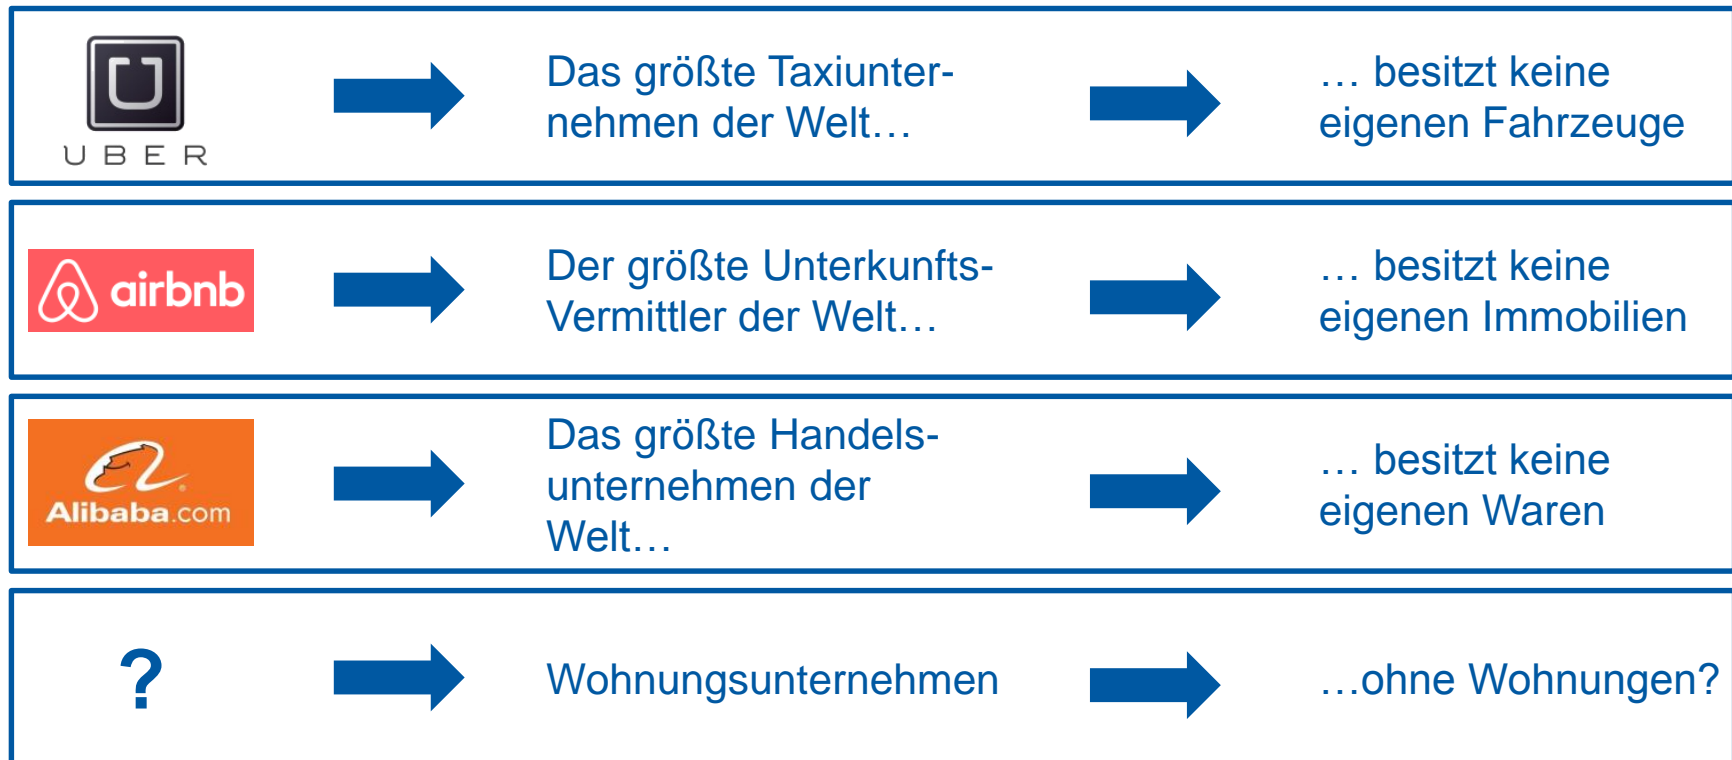 U
UBER
Das größte Taxiunter-
nehmen der Welt…
… besitzt keine
eigenen Fahrzeuge
airbnb
Der größte Unterkunfts-
Vermittler der Welt…
… besitzt keine
eigenen Immobilien
Alibaba.com
Das größte Handels-
unternehmen der
Welt…
… besitzt keine
eigenen Waren
?
Wohnungsunternehmen
…ohne Wohnungen?